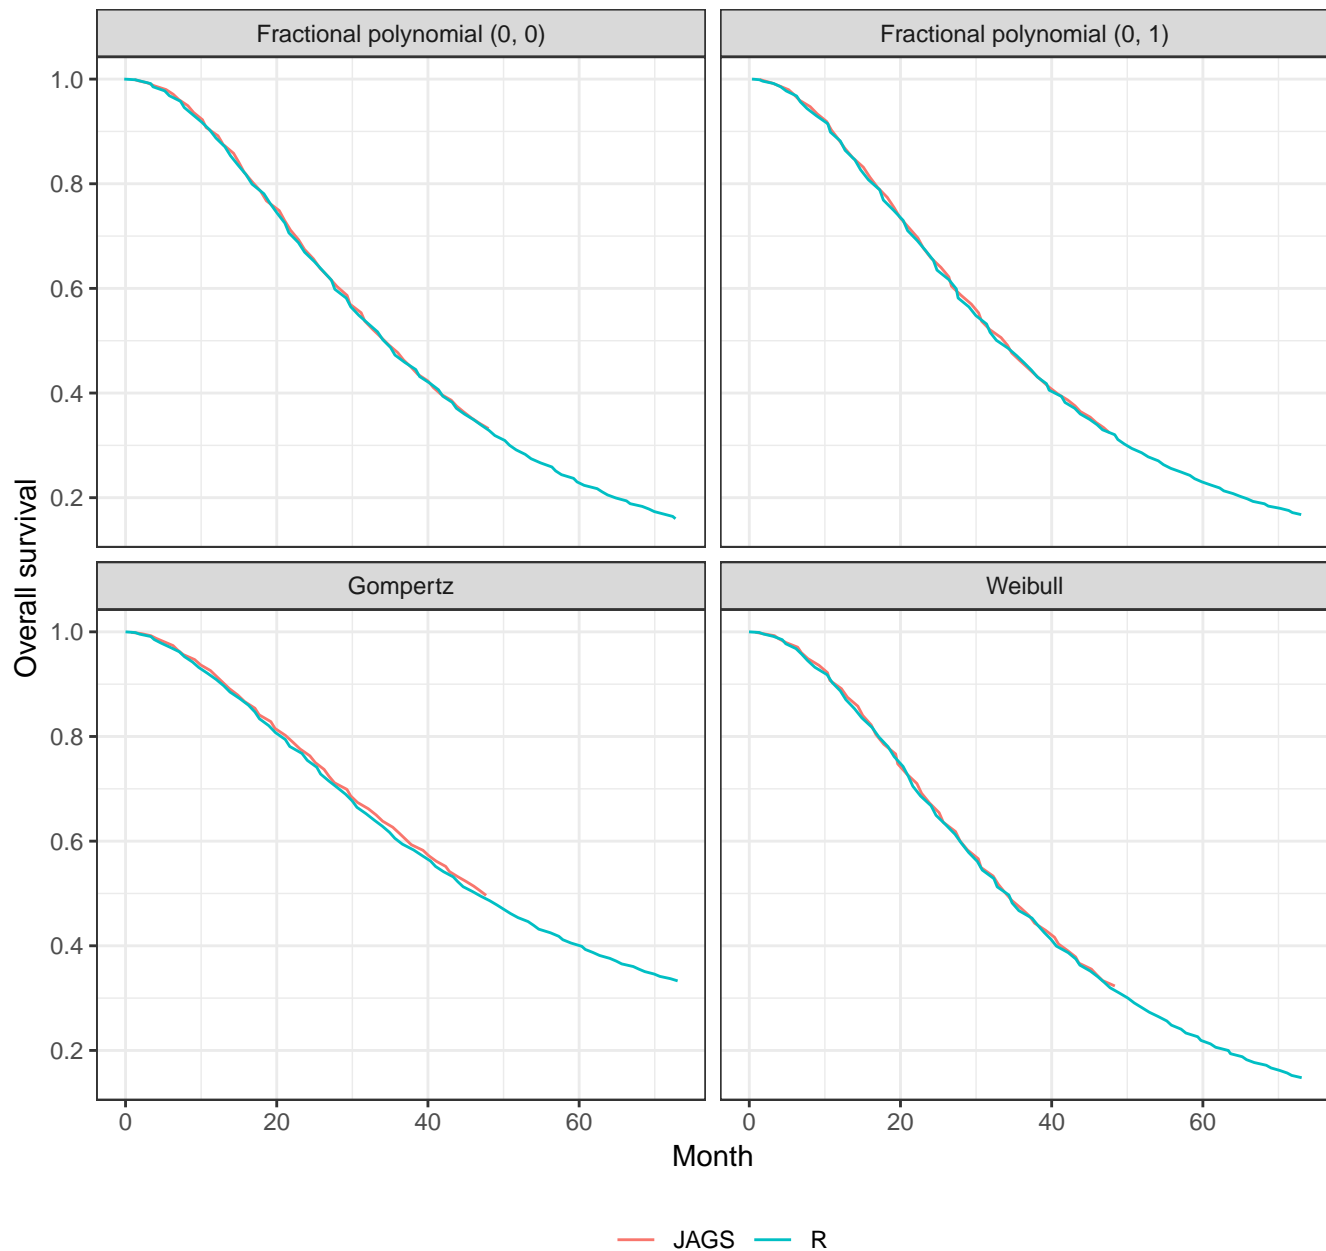 Fractional polynomial (0, 0)
Fractional polynomial (0, 1)
1.0
0.8
0.6
0.4
0.2
Gompertz
Weibull
1.0
0.8
0.6
0.4
0.2
Overall survival
0 20 40 60
0 20 40 60
Month
JAGS R